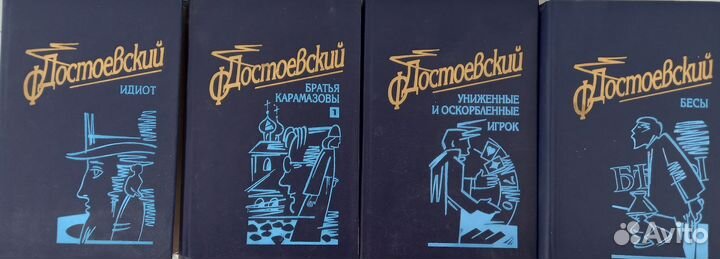 Ф Достоевский
ИДИОТ
Ф Достоевский
БРАТЬЯ
КАРАМАЗОВЫ
1
Ф Достоевский
УНИЖЕННЫЕ
И ОСКОРБЛЕННЫЕ
ИГРОК
Ф Достоевский
БЕСЫ
Avito